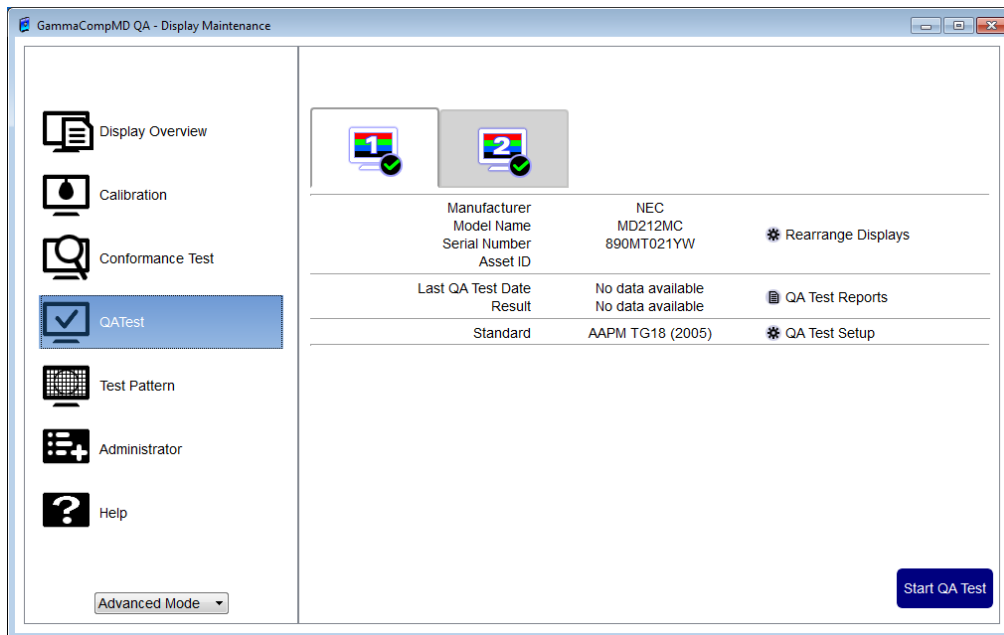 GammaCompMD QA - Display Maintenance
Display Overview
Calibration
Conformance Test
QATest
Test Pattern
Administrator
Help
Advanced Mode
1
2
Manufacturer NEC
Model Name MD212MC
Serial Number 890MT021YW
Asset ID
Rearrange Displays
Last QA Test Date No data available
Result No data available
QA Test Reports
Standard AAPM TG18 (2005)
QA Test Setup
Start QA Test